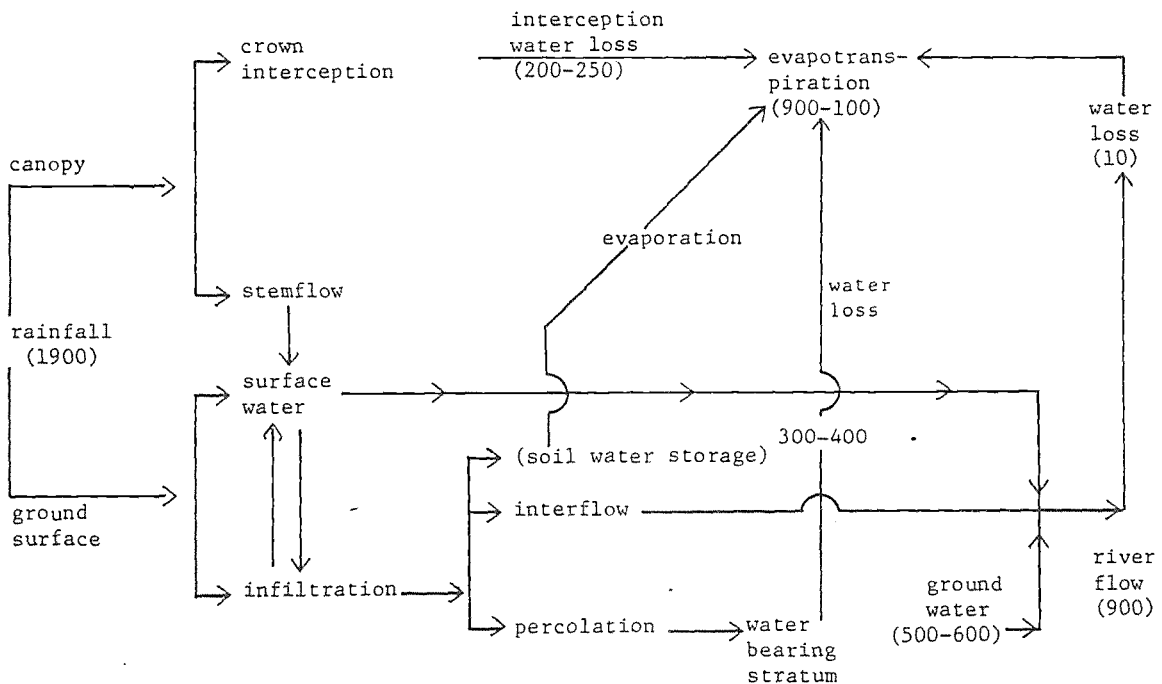 crown
interception
interception
water loss
(200-250)
evapotrans-
piration
(900-100)
water
loss
(10)
canopy
evaporation
stemflow
water
loss
rainfall
(1900)
surface
water
300-400
(soil water storage)
interflow
ground
surface
infiltration
percolation
water
bearing
stratum
ground
water
(500-600)
river
flow
(900)